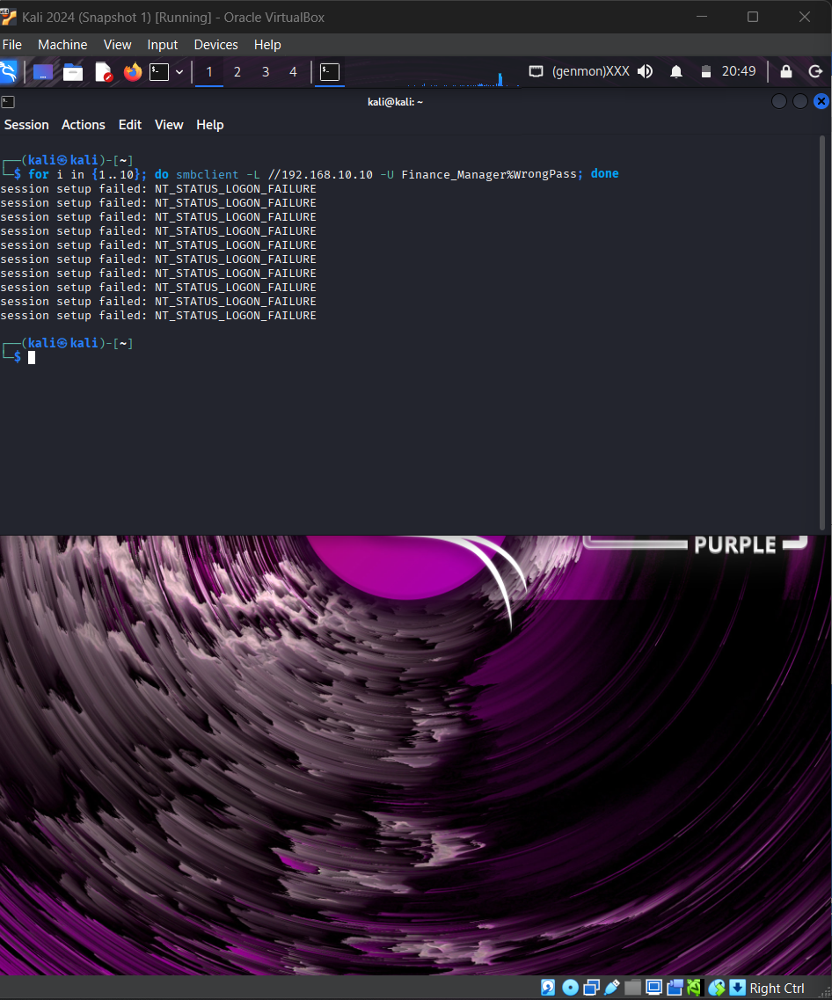 Kali 2024 (Snapshot 1) [Running] - Oracle VirtualBox
File Machine View Input Devices Help
1 2 3 4 (genmon)XXX 20:49
kali@kali: ~
Session Actions Edit View Help
┌──(kali㉿kali)-[~]
└─$ for i in {1..10}; do smbclient -L //192.168.10.10 -U Finance_Manager%WrongPass; done
session setup failed: NT_STATUS_LOGON_FAILURE
session setup failed: NT_STATUS_LOGON_FAILURE
session setup failed: NT_STATUS_LOGON_FAILURE
session setup failed: NT_STATUS_LOGON_FAILURE
session setup failed: NT_STATUS_LOGON_FAILURE
session setup failed: NT_STATUS_LOGON_FAILURE
session setup failed: NT_STATUS_LOGON_FAILURE
session setup failed: NT_STATUS_LOGON_FAILURE
session setup failed: NT_STATUS_LOGON_FAILURE
session setup failed: NT_STATUS_LOGON_FAILURE
┌──(kali㉿kali)-[~]
└─$
PURPLE
Right Ctrl